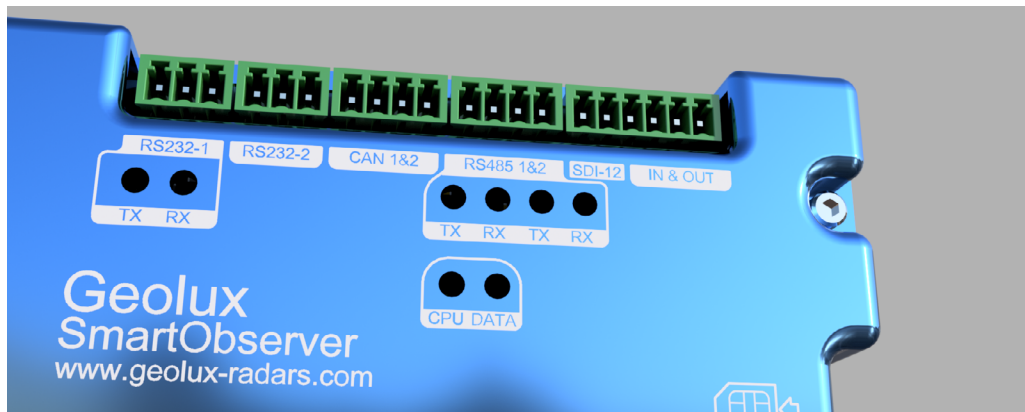 RS232-1 RS232-2 CAN 1&2 RS485 1&2 SDI-12 IN & OUT
TX RX TX RX TX RX
CPU DATA
Geolux
SmartObserver
www.geolux-radars.com